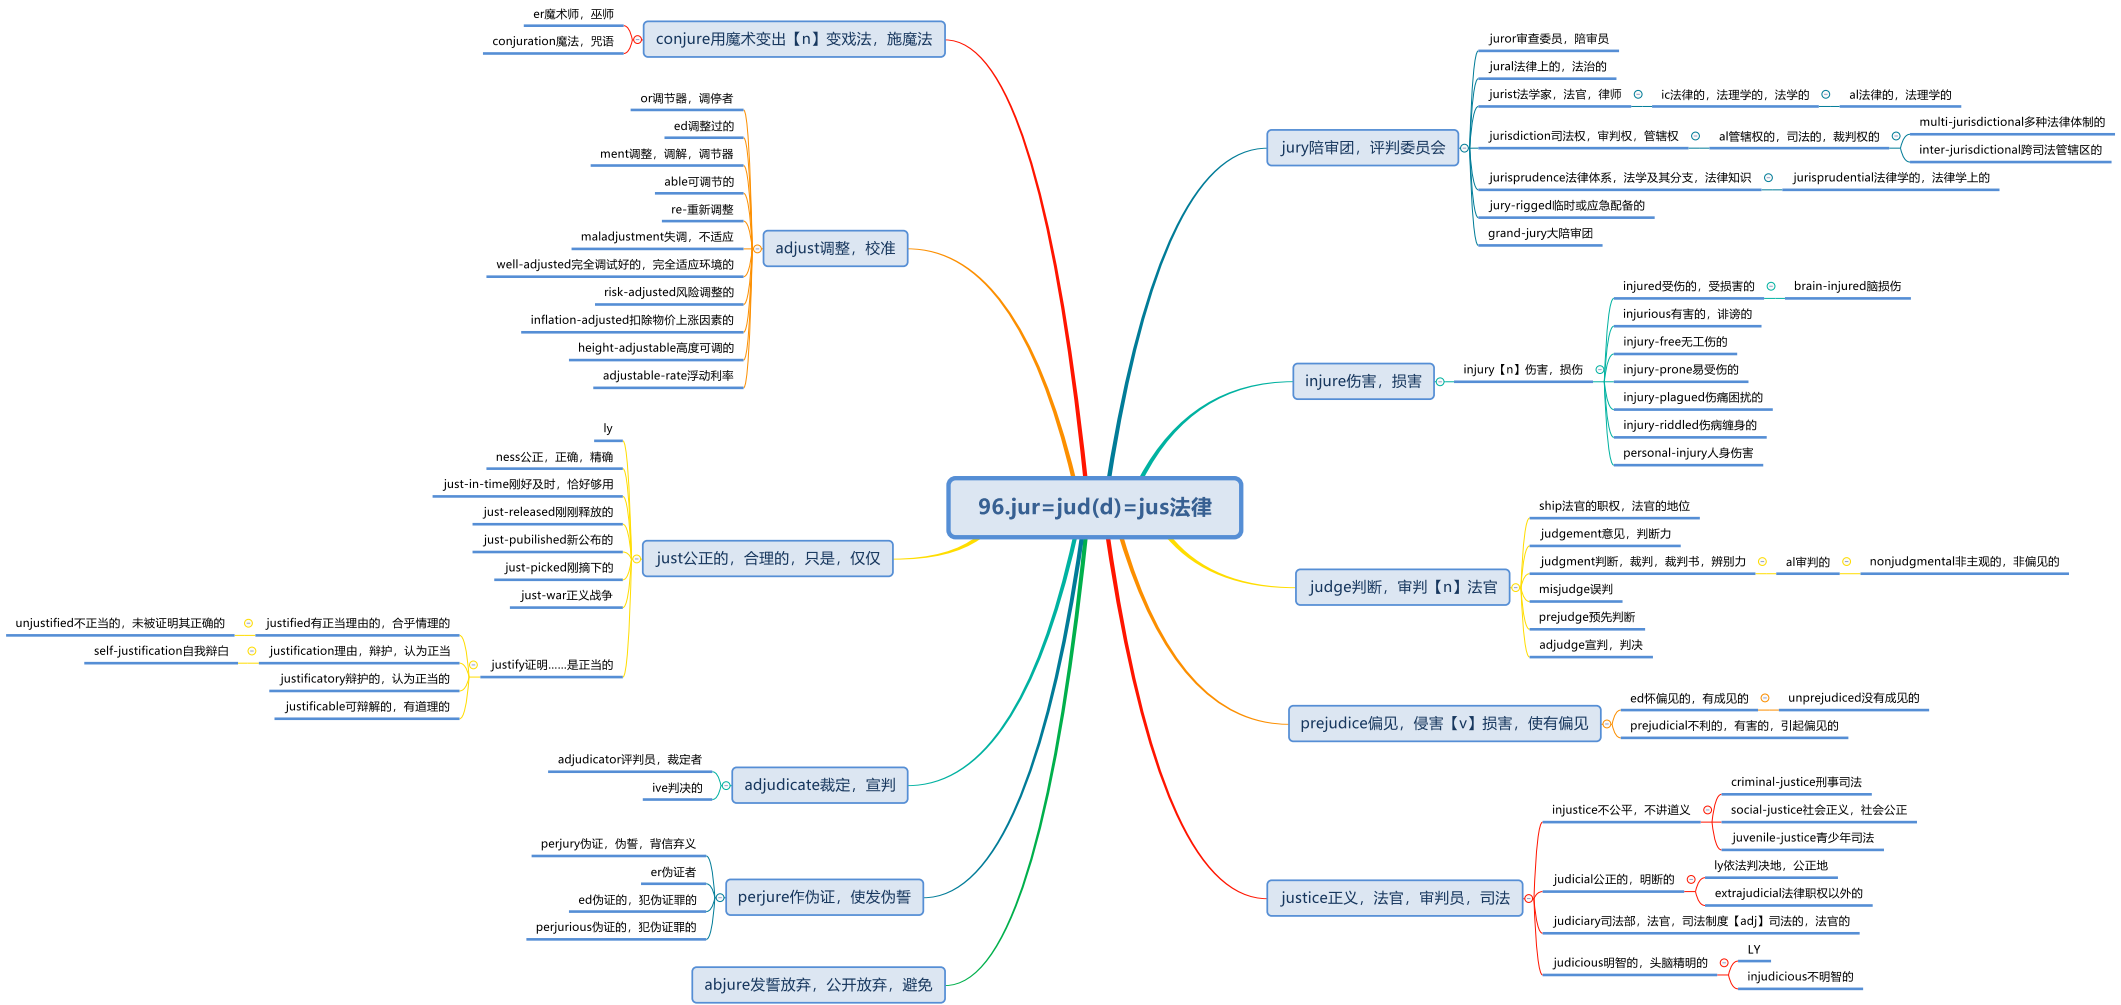 96.jur=jud(d)=jus法律
jury陪审团，评判委员会
juror审查委员，陪审员
jural法律上的，法治的
jurist法学家，法官，律师
ic法律的，法理学的，法学的
al法律的，法理学的
jurisdiction司法权，审判权，管辖权
al管辖权的，司法的，裁判权的
multi-jurisdictional多种法律体制的
inter-jurisdictional跨司法管辖区的
jurisprudence法律体系，法学及其分支，法律知识
jurisprudential法律学的，法律学上的
jury-rigged临时或应急配备的
grand-jury大陪审团
injure伤害，损害
injury【n】伤害，损伤
injured受伤的，受损害的
brain-injured脑损伤
injurious有害的，诽谤的
injury-free无工伤的
injury-prone易受伤的
injury-plagued伤痛困扰的
injury-riddled伤病缠身的
personal-injury人身伤害
judge判断，审判【n】法官
ship法官的职权，法官的地位
judgement意见，判断力
judgment判断，裁判，裁判书，辨别力
al审判的
nonjudgmental非主观的，非偏见的
misjudge误判
prejudge预先判断
adjudge宣判，判决
prejudice偏见，侵害【v】损害，使有偏见
ed怀偏见的，有成见的
unprejudiced没有成见的
prejudicial不利的，有害的，引起偏见的
justice正义，法官，审判员，司法
injustice不公平，不讲道义
criminal-justice刑事司法
social-justice社会正义，社会公正
juvenile-justice青少年司法
judicial公正的，明断的
ly依法判决地，公正地
extrajudicial法律职权以外的
judiciary司法部，法官，司法制度【adj】司法的，法官的
judicious明智的，头脑精明的
LY
injudicious不明智的
conjure用魔术变出【n】变戏法，施魔法
er魔术师，巫师
conjuration魔法，咒语
adjust调整，校准
or调节器，调停者
ed调整过的
ment调整，调解，调节器
able可调节的
re-重新调整
maladjustment失调，不适应
well-adjusted完全调试好的，完全适应环境的
risk-adjusted风险调整的
inflation-adjusted扣除物价上涨因素的
height-adjustable高度可调的
adjustable-rate浮动利率
just公正的，合理的，只是，仅仅
ly
ness公正，正确，精确
just-in-time刚好及时，恰好够用
just-released刚刚释放的
just-pubilished新公布的
just-picked刚摘下的
just-war正义战争
justify证明……是正当的
justified有正当理由的，合乎情理的
unjustified不正当的，未被证明其正确的
justification理由，辩护，认为正当
self-justification自我辩白
justificatory辩护的，认为正当的
justificable可辩解的，有道理的
adjudicate裁定，宣判
adjudicator评判员，裁定者
ive判决的
perjure作伪证，使发伪誓
perjury伪证，伪誓，背信弃义
er伪证者
ed伪证的，犯伪证罪的
perjurious伪证的，犯伪证罪的
abjure发誓放弃，公开放弃，避免